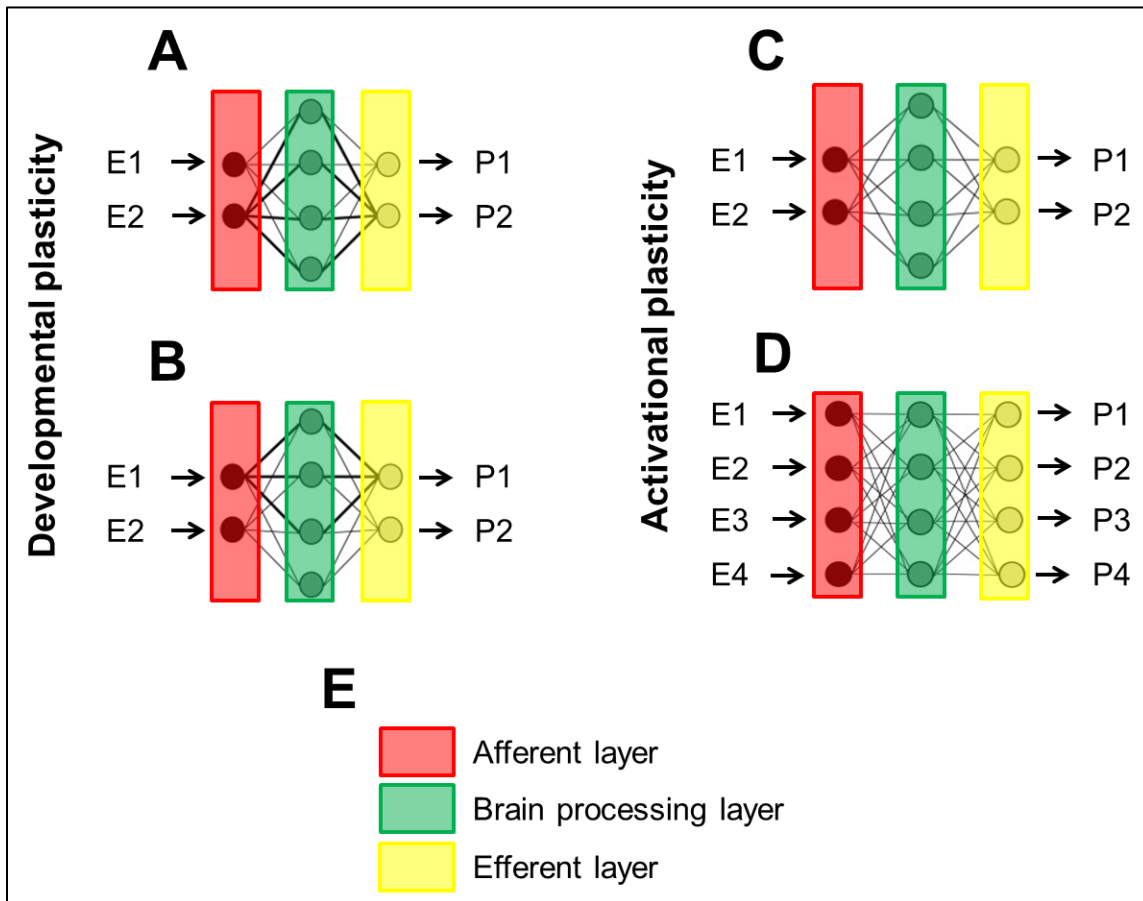 Developmental plasticity
A
E1
E2
P1
P2
B
E1
E2
P1
P2
Activational plasticity
C
E1
E2
P1
P2
D
E1
E2
E3
E4
P1
P2
P3
P4
E
Afferent layer
Brain processing layer
Efferent layer